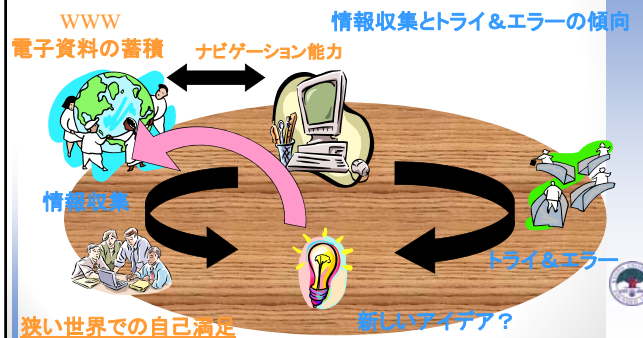 WWW
電子資料の蓄積
ナビゲーション能力
情報収集とトライ&エラーの傾向
情報収集
トライ&エラー
狭い世界での自己満足
新しいアイデア？